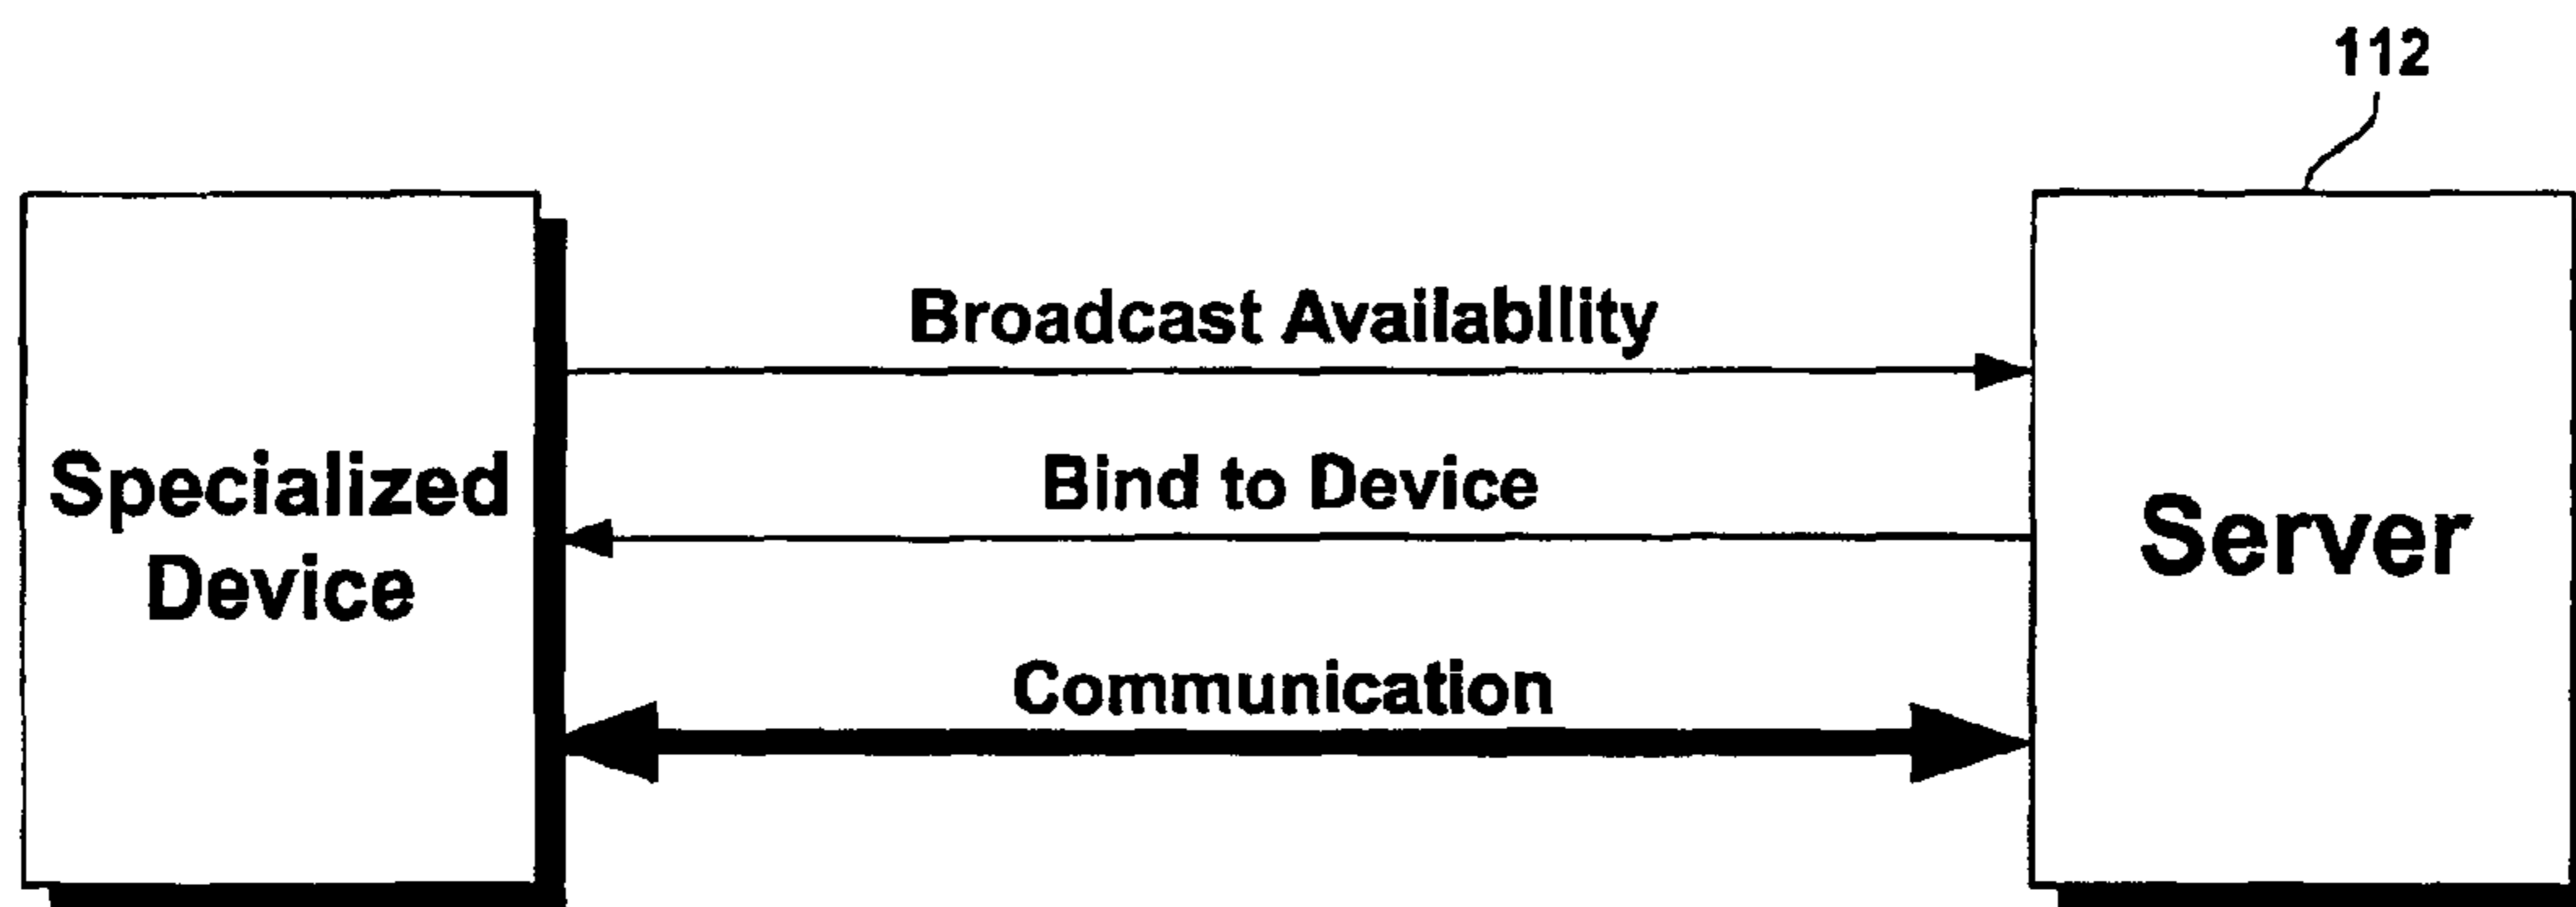 112
Broadcast Availability
Bind to Device
Specialized
Device
Server
Communication